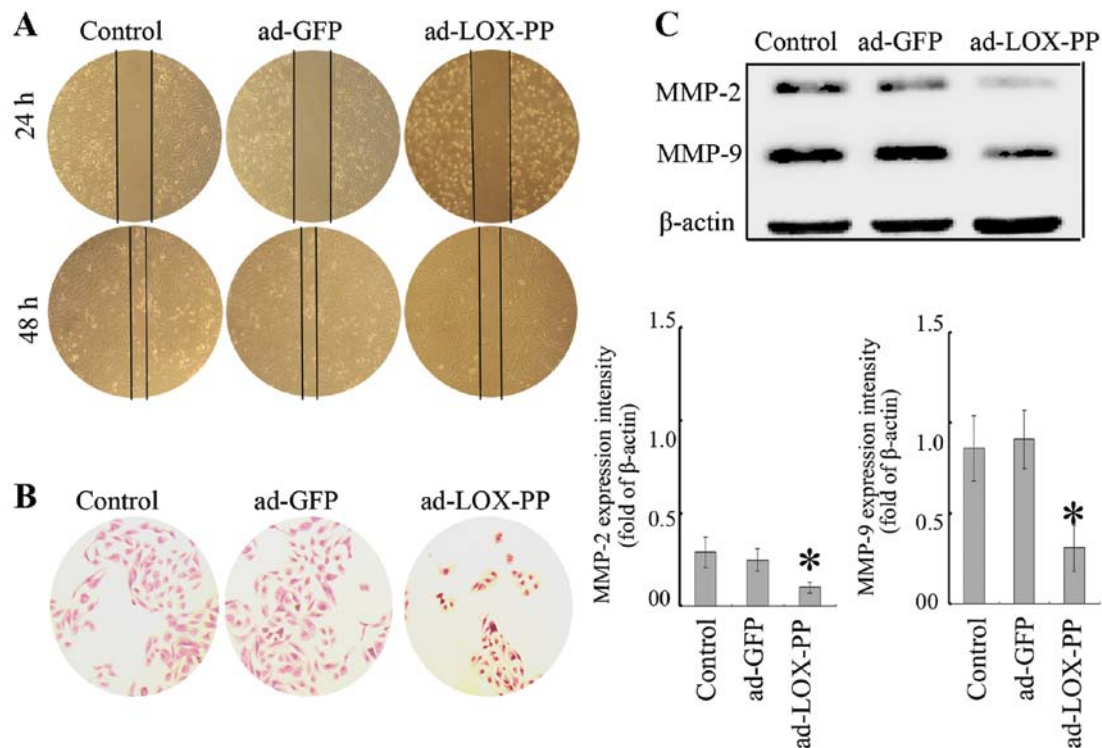 A
Control
ad-GFP
ad-LOX-PP
24 h
48 h
B
Control
ad-GFP
ad-LOX-PP
C
Control
ad-GFP
ad-LOX-PP
MMP-2
MMP-9
β-actin
MMP-2 expression intensity
(fold of β-actin)
1.5
1.0
0.5
00
*
Control
ad-GFP
ad-LOX-PP
MMP-9 expression intensity
(fold of β-actin)
1.5
1.0
0.5
00
*
Control
ad-GFP
ad-LOX-PP